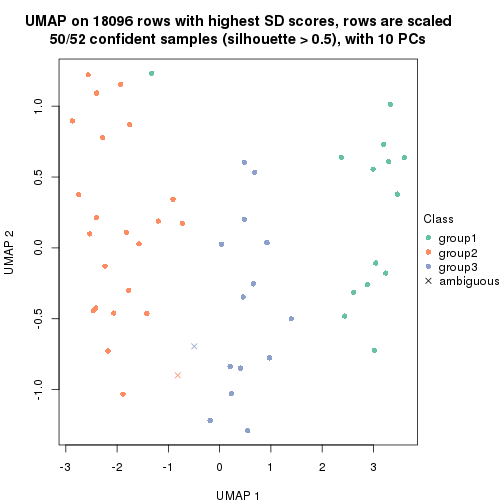 UMAP on 18096 rows with highest SD scores, rows are scaled
50/52 confident samples (silhouette > 0.5), with 10 PCs
1.0
0.5
0.0
-0.5
-1.0
UMAP 2
-3 -2 -1 0 1 2 3
UMAP 1
Class
group1
group2
group3
ambiguous